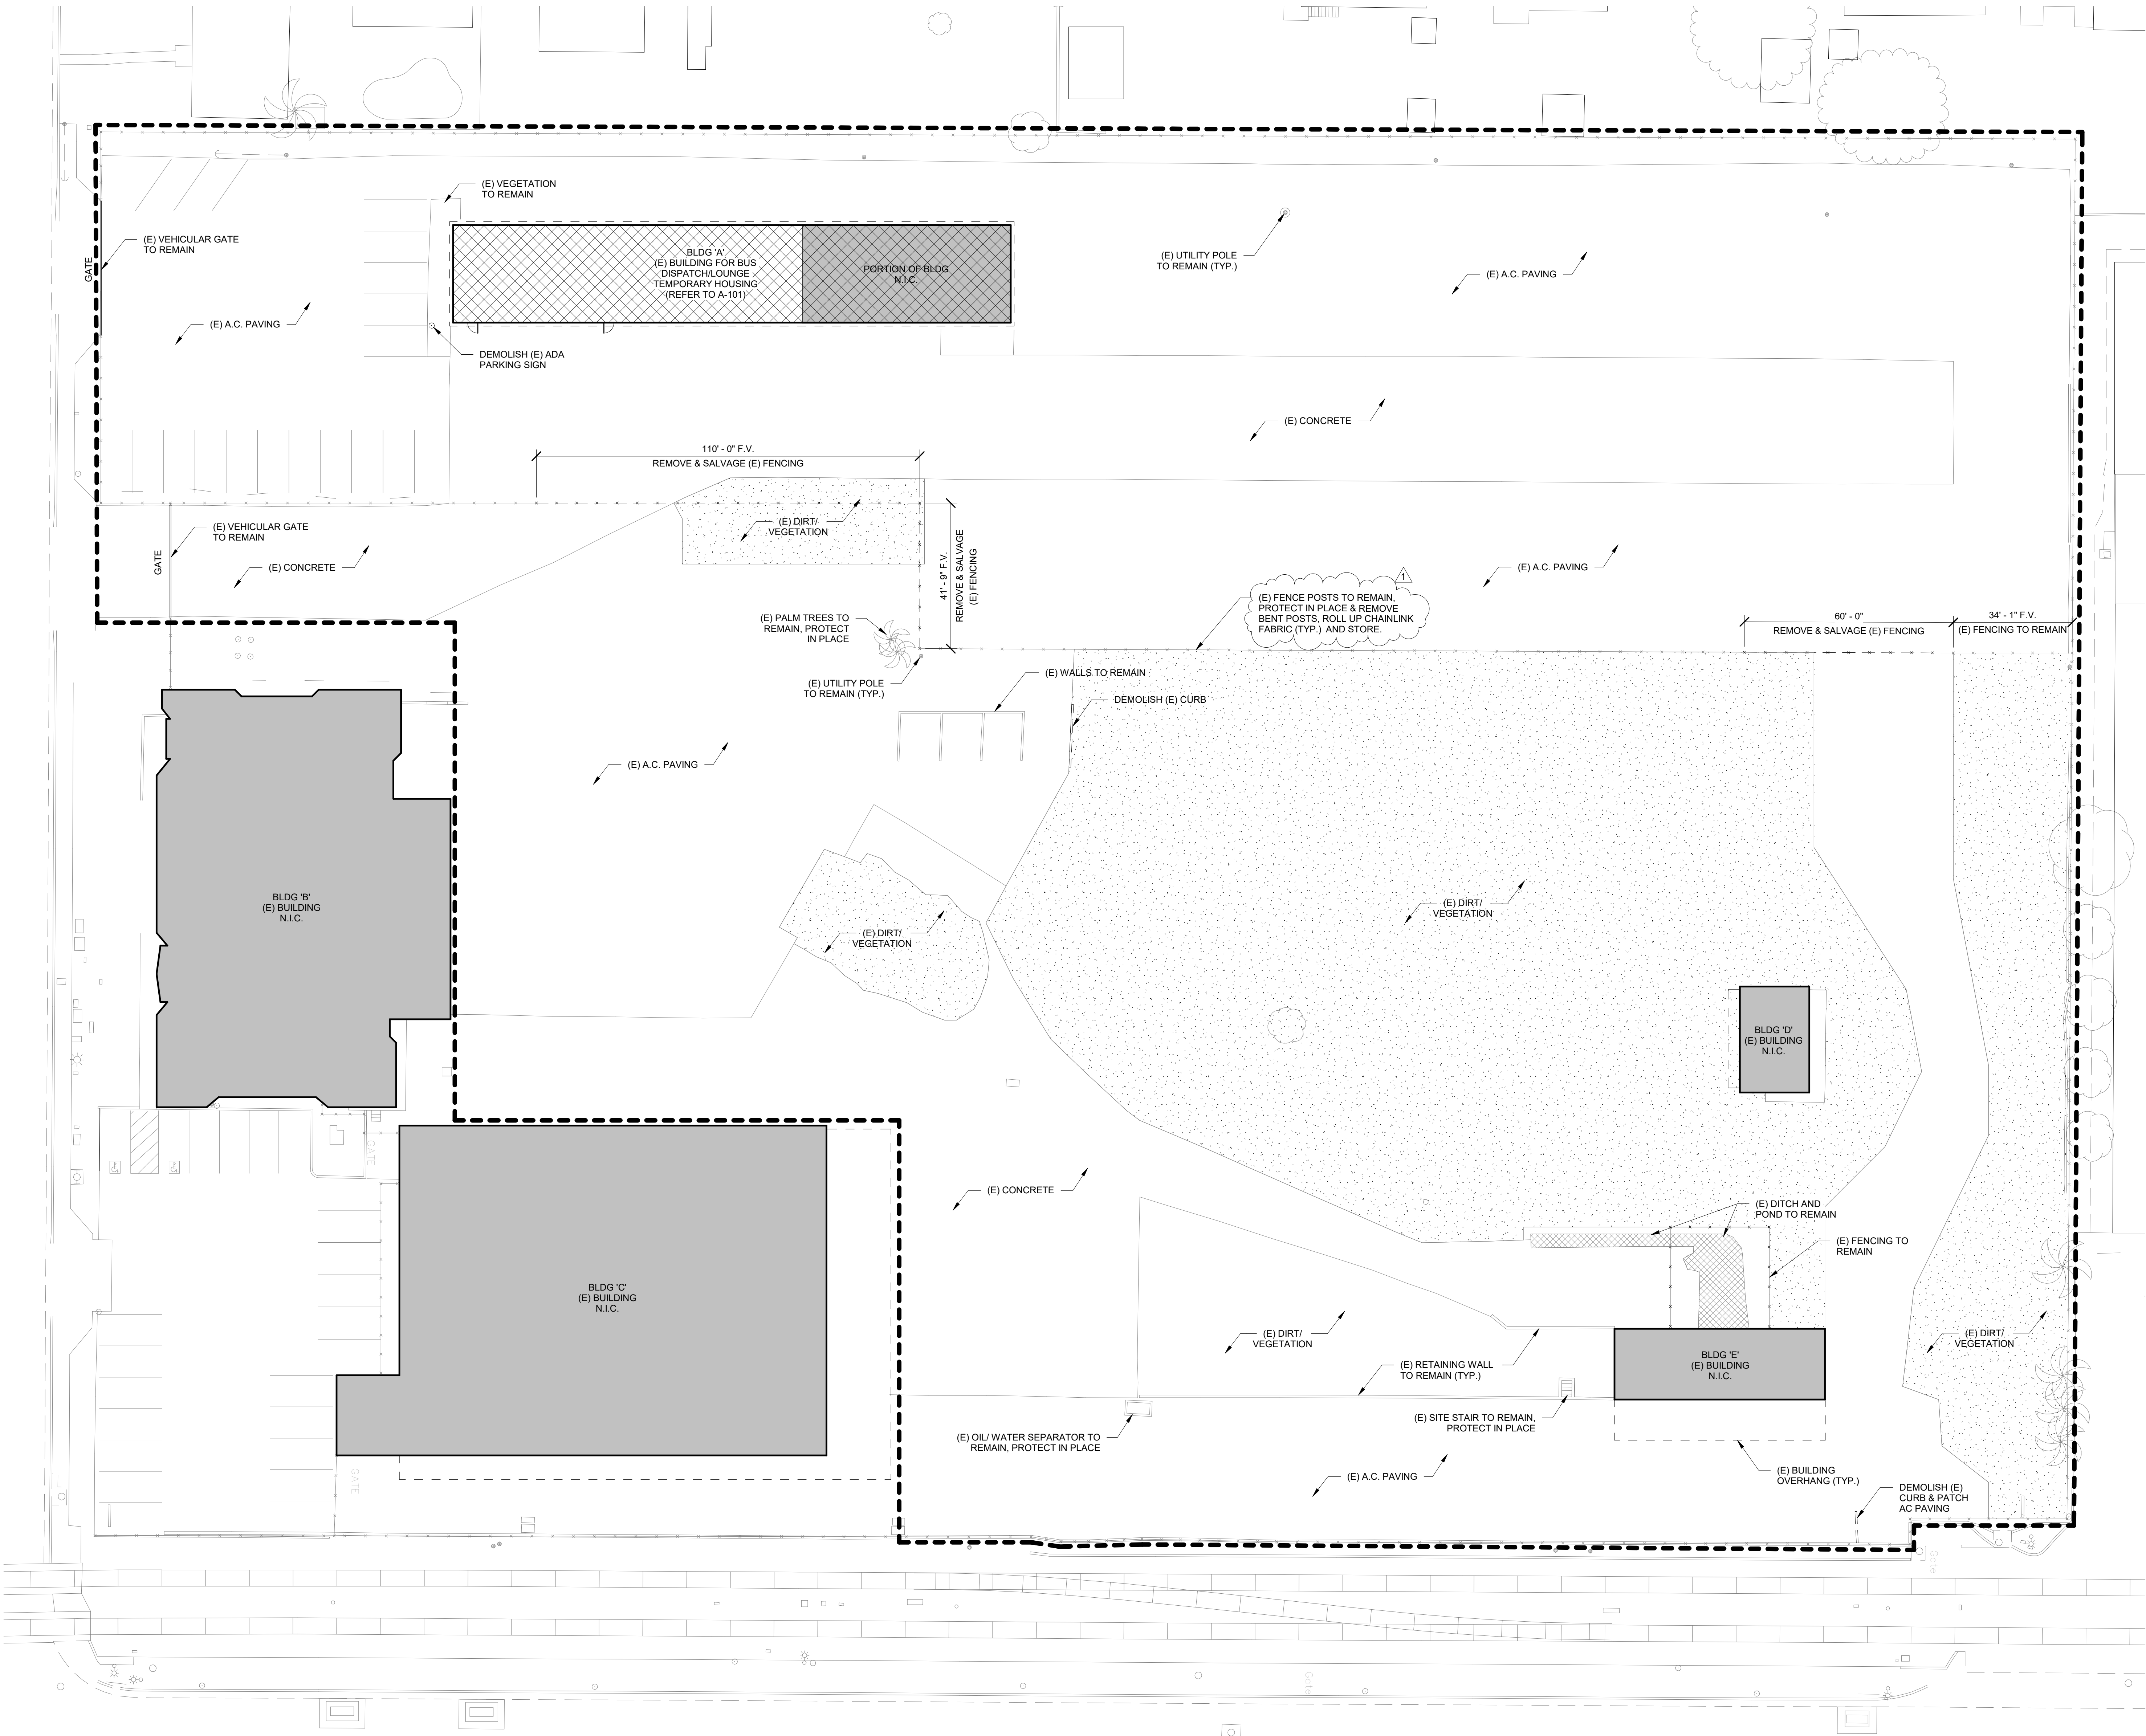 (E) VEGETATION
TO REMAIN
(E) VEHICULAR GATE
TO REMAIN
GATE
BLDG 'A'
(E) BUILDING FOR BUS
DISPATCH/LOUNGE
TEMPORARY HOUSING
(REFER TO A-101)
PORTION OF BLDG
N.I.C.
(E) UTILITY POLE
TO REMAIN (TYP.)
(E) A.C. PAVING
(E) A.C. PAVING
DEMOLISH (E) ADA
PARKING SIGN
(E) CONCRETE
110' - 0" F.V.
REMOVE & SALVAGE (E) FENCING
(E) VEHICULAR GATE
TO REMAIN
GATE
(E) CONCRETE
(E) DIRT/
VEGETATION
41' - 9" F.V.
REMOVE & SALVAGE
(E) FENCING
(E) A.C. PAVING
1
(E) FENCE POSTS TO REMAIN,
PROTECT IN PLACE & REMOVE
BENT POSTS, ROLL UP CHAINLINK
FABRIC (TYP.) AND STORE.
60' - 0"
REMOVE & SALVAGE (E) FENCING
34' - 1" F.V.
(E) FENCING TO REMAIN
(E) PALM TREES TO
REMAIN, PROTECT
IN PLACE
(E) UTILITY POLE
TO REMAIN (TYP.)
(E) WALLS TO REMAIN
DEMOLISH (E) CURB
(E) A.C. PAVING
BLDG 'B'
(E) BUILDING
N.I.C.
(E) DIRT/
VEGETATION
(E) DIRT/
VEGETATION
BLDG 'D'
(E) BUILDING
N.I.C.
GATE
(E) CONCRETE
(E) DITCH AND
POND TO REMAIN
(E) FENCING TO
REMAIN
BLDG 'C'
(E) BUILDING
N.I.C.
(E) DIRT/
VEGETATION
(E) RETAINING WALL
TO REMAIN (TYP.)
BLDG 'E'
(E) BUILDING
N.I.C.
(E) DIRT/
VEGETATION
(E) SITE STAIR TO REMAIN,
PROTECT IN PLACE
(E) OIL/ WATER SEPARATOR TO
REMAIN, PROTECT IN PLACE
(E) A.C. PAVING
(E) BUILDING
OVERHANG (TYP.)
DEMOLISH (E)
CURB & PATCH
AC PAVING
GATE
Gate
Gate